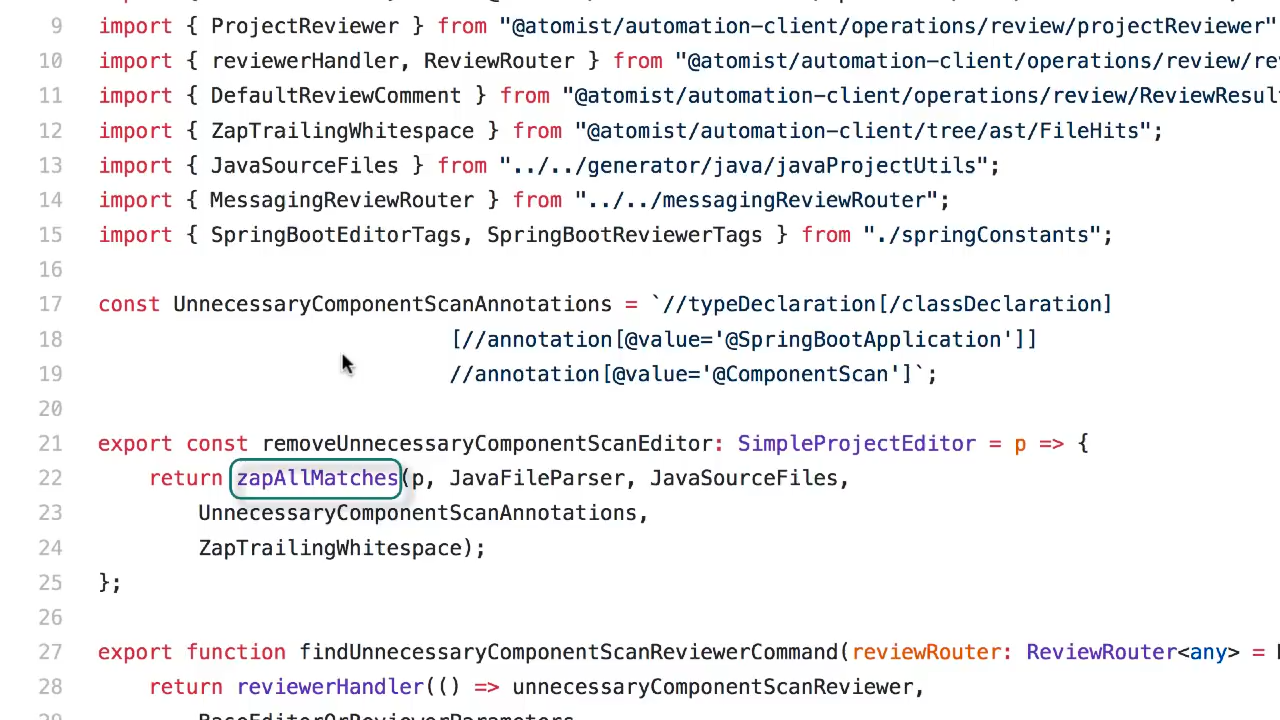 9 import { ProjectReviewer } from "@atomist/automation-client/operations/review/projectReviewer"
10 import { reviewerHandler, ReviewRouter } from "@atomist/automation-client/operations/review/re
11 import { DefaultReviewComment } from "@atomist/automation-client/operations/review/ReviewResul
12 import { ZapTrailingWhitespace } from "@atomist/automation-client/tree/ast/FileHits";
13 import { JavaSourceFiles } from "../../generator/java/javaProjectUtils";
14 import { MessagingReviewRouter } from "../../messagingReviewRouter";
15 import { SpringBootEditorTags, SpringBootReviewerTags } from "./springConstants";
16
17 const UnnecessaryComponentScanAnnotations = `//typeDeclaration[/classDeclaration]
18 [//annotation[@value='@SpringBootApplication']]
19 //annotation[@value='@ComponentScan']`;
20
21 export const removeUnnecessaryComponentScanEditor: SimpleProjectEditor = p => {
22 return zapAllMatches(p, JavaFileParser, JavaSourceFiles,
23 UnnecessaryComponentScanAnnotations,
24 ZapTrailingWhitespace);
25 };
26
27 export function findUnnecessaryComponentScanReviewerCommand(reviewRouter: ReviewRouter<any> =
28 return reviewerHandler(() => unnecessaryComponentScanReviewer,
29 BaseEditorOrReviewerParameters